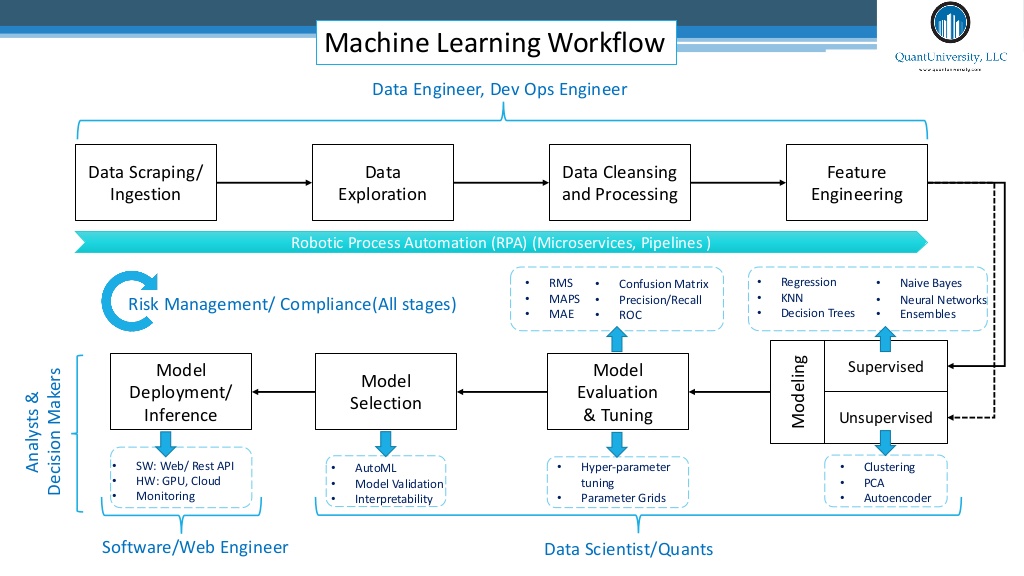 Machine Learning Workflow
QuantUniversity, LLC
www.quantuniversity.com
Data Engineer, Dev Ops Engineer
Data Scraping/
Ingestion
Data
Exploration
Data Cleansing
and Processing
Feature
Engineering
Robotic Process Automation (RPA) (Microservices, Pipelines )
Risk Management/ Compliance(All stages)
• RMS
• MAPS
• MAE
• Confusion Matrix
• Precision/Recall
• ROC
• Regression
• KNN
• Decision Trees
• Naive Bayes
• Neural Networks
• Ensembles
Analysts &
Decision Makers
Model
Deployment/
Inference
Model
Selection
Model
Evaluation
& Tuning
Modeling
Supervised
Unsupervised
• SW: Web/ Rest API
• HW: GPU, Cloud
• Monitoring
• AutoML
• Model Validation
• Interpretability
• Hyper-parameter
tuning
• Parameter Grids
• Clustering
• PCA
• Autoencoder
Software/Web Engineer
Data Scientist/Quants